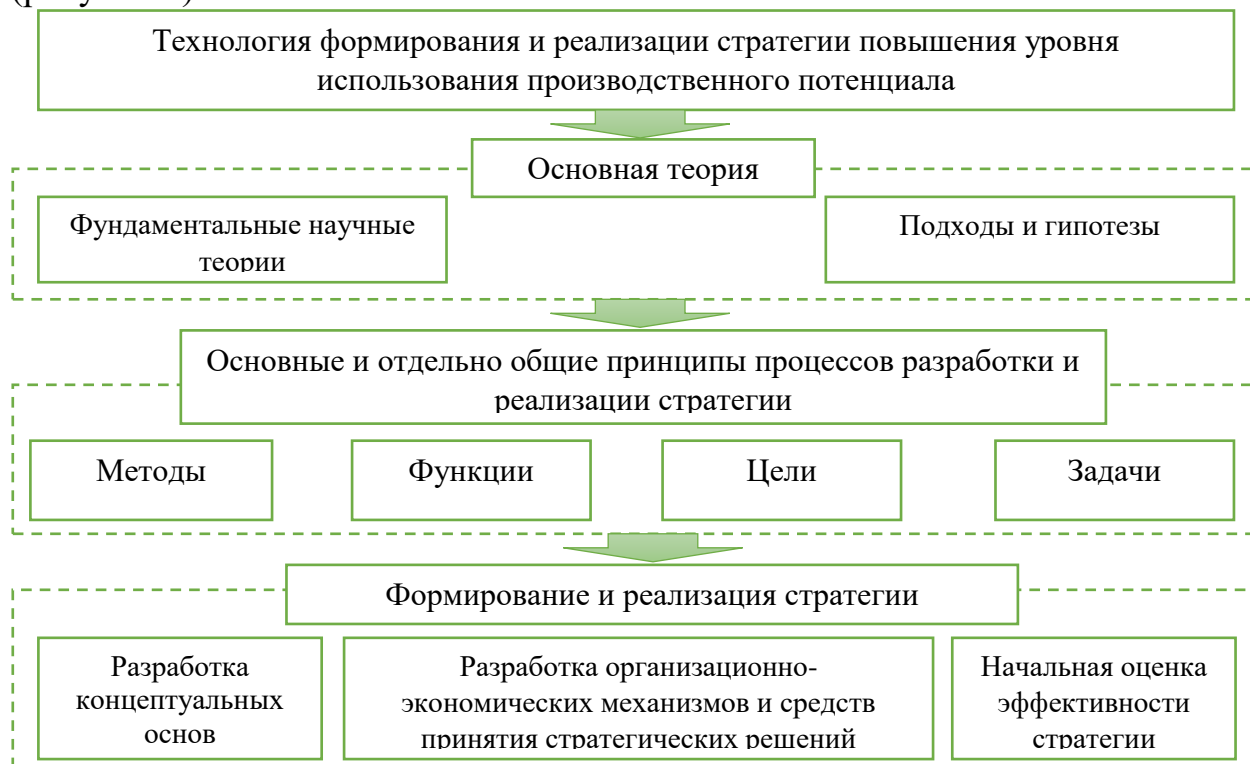 Технология формирования и реализации стратегии повышения уровня
использования производственного потенциала
Основная теория
Фундаментальные научные
теории
Подходы и гипотезы
Основные и отдельно общие принципы процессов разработки и
реализации стратегии
Методы
Функции
Цели
Задачи
Формирование и реализация стратегии
Разработка
концептуальных
основ
Разработка организационно-
экономических механизмов и средств
принятия стратегических решений
Начальная оценка
эффективности
стратегии